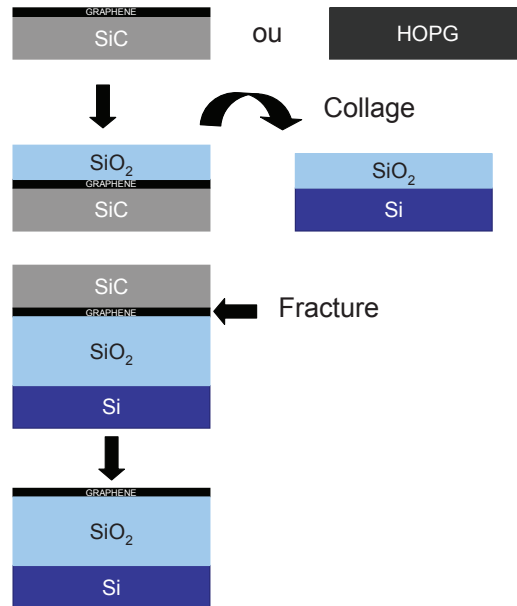 GRAPHENE
SiC
ou
HOPG
Collage
SiO₂
GRAPHENE
SiC
SiO₂
Si
SiC
GRAPHENE
Fracture
SiO₂
Si
GRAPHENE
SiO₂
Si